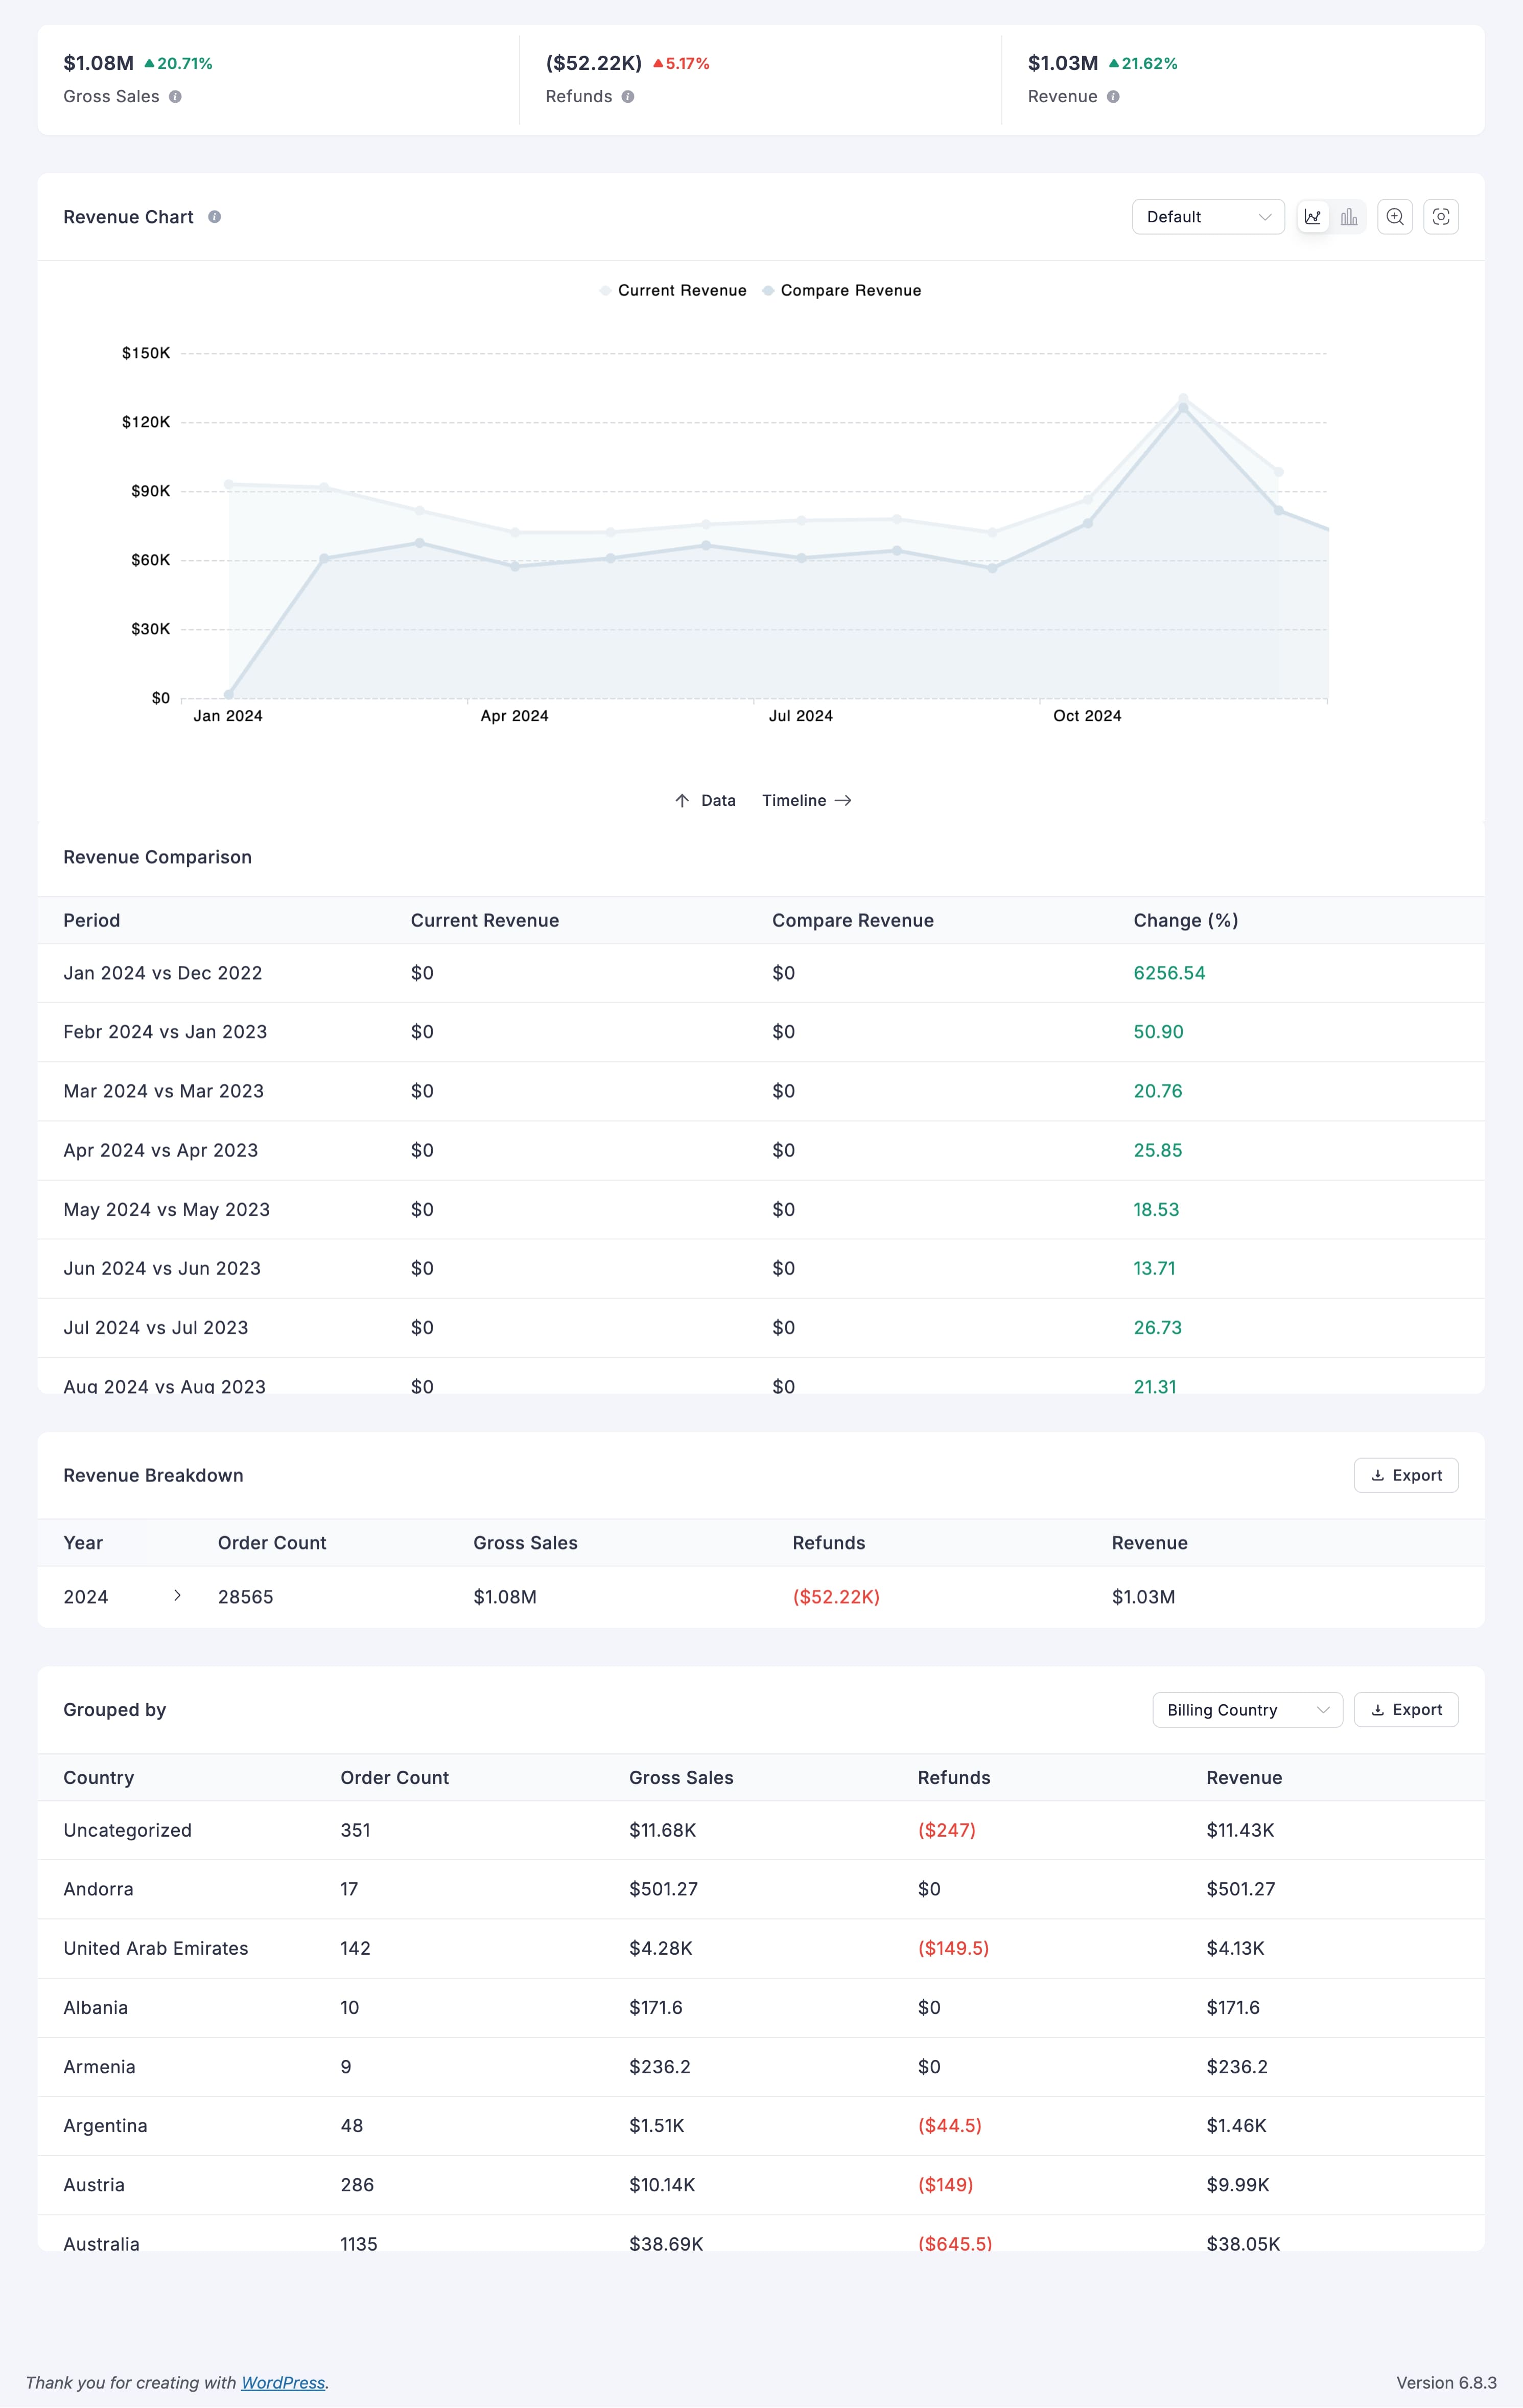 $1.08M 20.71% ($52.22K) 5.17% $1.03M 21.62%
Gross Sales Refunds Revenue
Revenue Chart Default
Current Revenue Compare Revenue
$150K
$120K
$90K
$60K
$30K
$0
Jan 2024 Apr 2024 Jul 2024 Oct 2024
Data Timeline
Revenue Comparison
Period Current Revenue Compare Revenue Change (%)
Jan 2024 vs Dec 2022 $0 $0 6256.54
Febr 2024 vs Jan 2023 $0 $0 50.90
Mar 2024 vs Mar 2023 $0 $0 20.76
Apr 2024 vs Apr 2023 $0 $0 25.85
May 2024 vs May 2023 $0 $0 18.53
Jun 2024 vs Jun 2023 $0 $0 13.71
Jul 2024 vs Jul 2023 $0 $0 26.73
Aug 2024 vs Aug 2023 $0 $0 21.31
Revenue Breakdown Export
Year Order Count Gross Sales Refunds Revenue
2024 28565 $1.08M ($52.22K) $1.03M
Grouped by Billing Country Export
Country Order Count Gross Sales Refunds Revenue
Uncategorized 351 $11.68K ($247) $11.43K
Andorra 17 $501.27 $0 $501.27
United Arab Emirates 142 $4.28K ($149.5) $4.13K
Albania 10 $171.6 $0 $171.6
Armenia 9 $236.2 $0 $236.2
Argentina 48 $1.51K ($44.5) $1.46K
Austria 286 $10.14K ($149) $9.99K
Australia 1135 $38.69K ($645.5) $38.05K
Thank you for creating with WordPress. Version 6.8.3